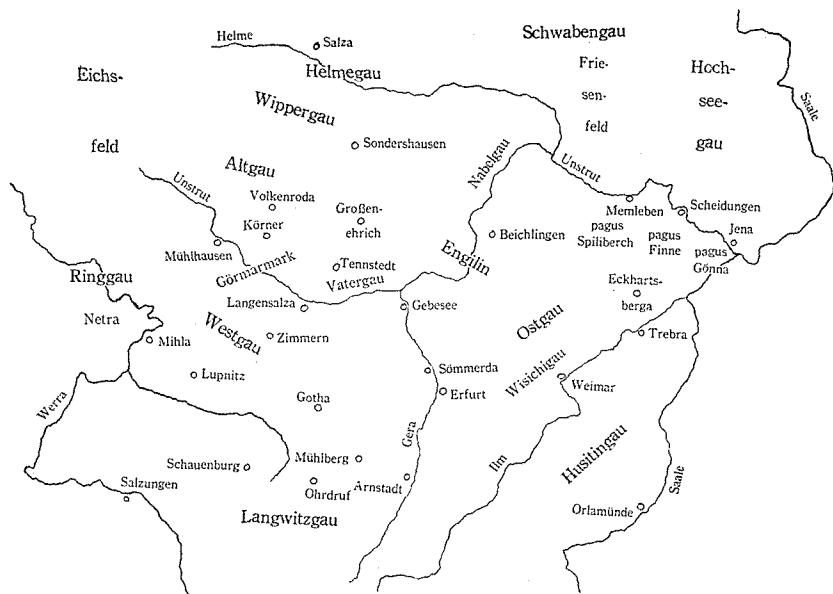 Helme
Salza
Schwabengau
Helmegau
Frie-
sen-
feld
Hoch-
see-
gau
Saale
Eichs-
feld
Wippergau
Sondershausen
Nabelgau
Unstrut
Altgau
Unstrut
Volkenroda
Körner
Großen-
ehrich
Memleben
Scheidungen
Beichlingen
pagus
Spiliberch
pagus
Finne
Jena
pagus
Gönna
Mühlhausen
Görmarmark
Tennstedt
Vatergau
Engilin
Ringgau
Netra
Langensalza
Gebesee
Eckharts-
berga
Ostgau
Westgau
Mihla
Zimmern
Trebra
Lupnitz
Sömmerda
Erfurt
Wisichigau
Weimar
Werra
Gotha
Gera
Ilm
Husitingau
Saale
Schauenburg
Mühlberg
Salzungen
Ohrdruf
Arnstadt
Langwitzgau
Orlamünde